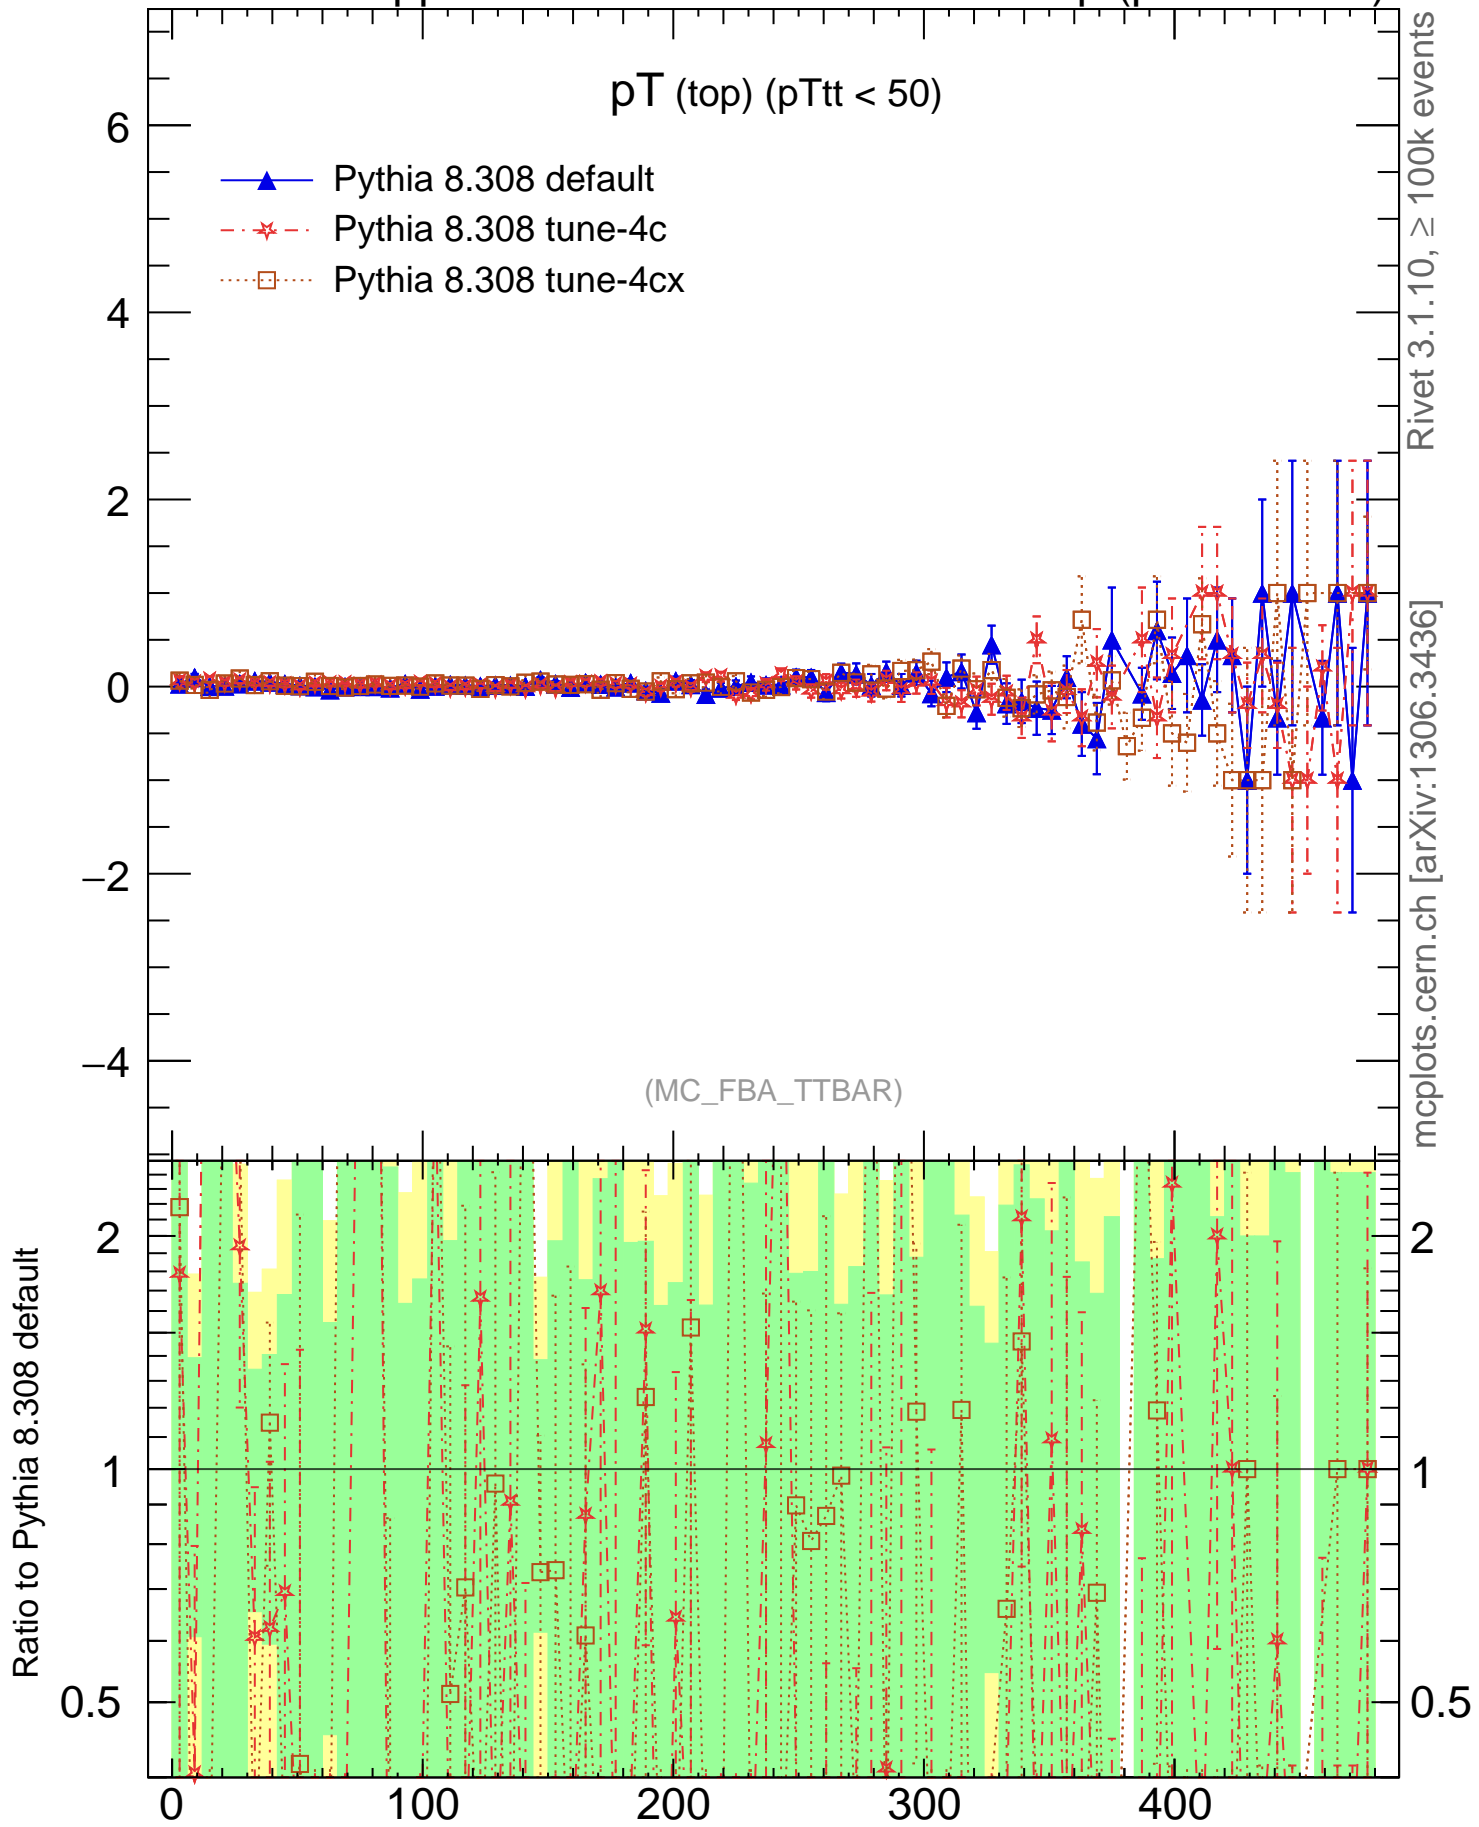 pT (top) (pTtt < 50)
Pythia 8.308 default
Pythia 8.308 tune-4c
Pythia 8.308 tune-4cx
6
4
2
0
−2
−4
(MC_FBA_TTBAR)
Rivet 3.1.10, ≥ 100k events
mcplots.cern.ch [arXiv:1306.3436]
Ratio to Pythia 8.308 default
2
1
0.5
2
1
0.5
0
100
200
300
400